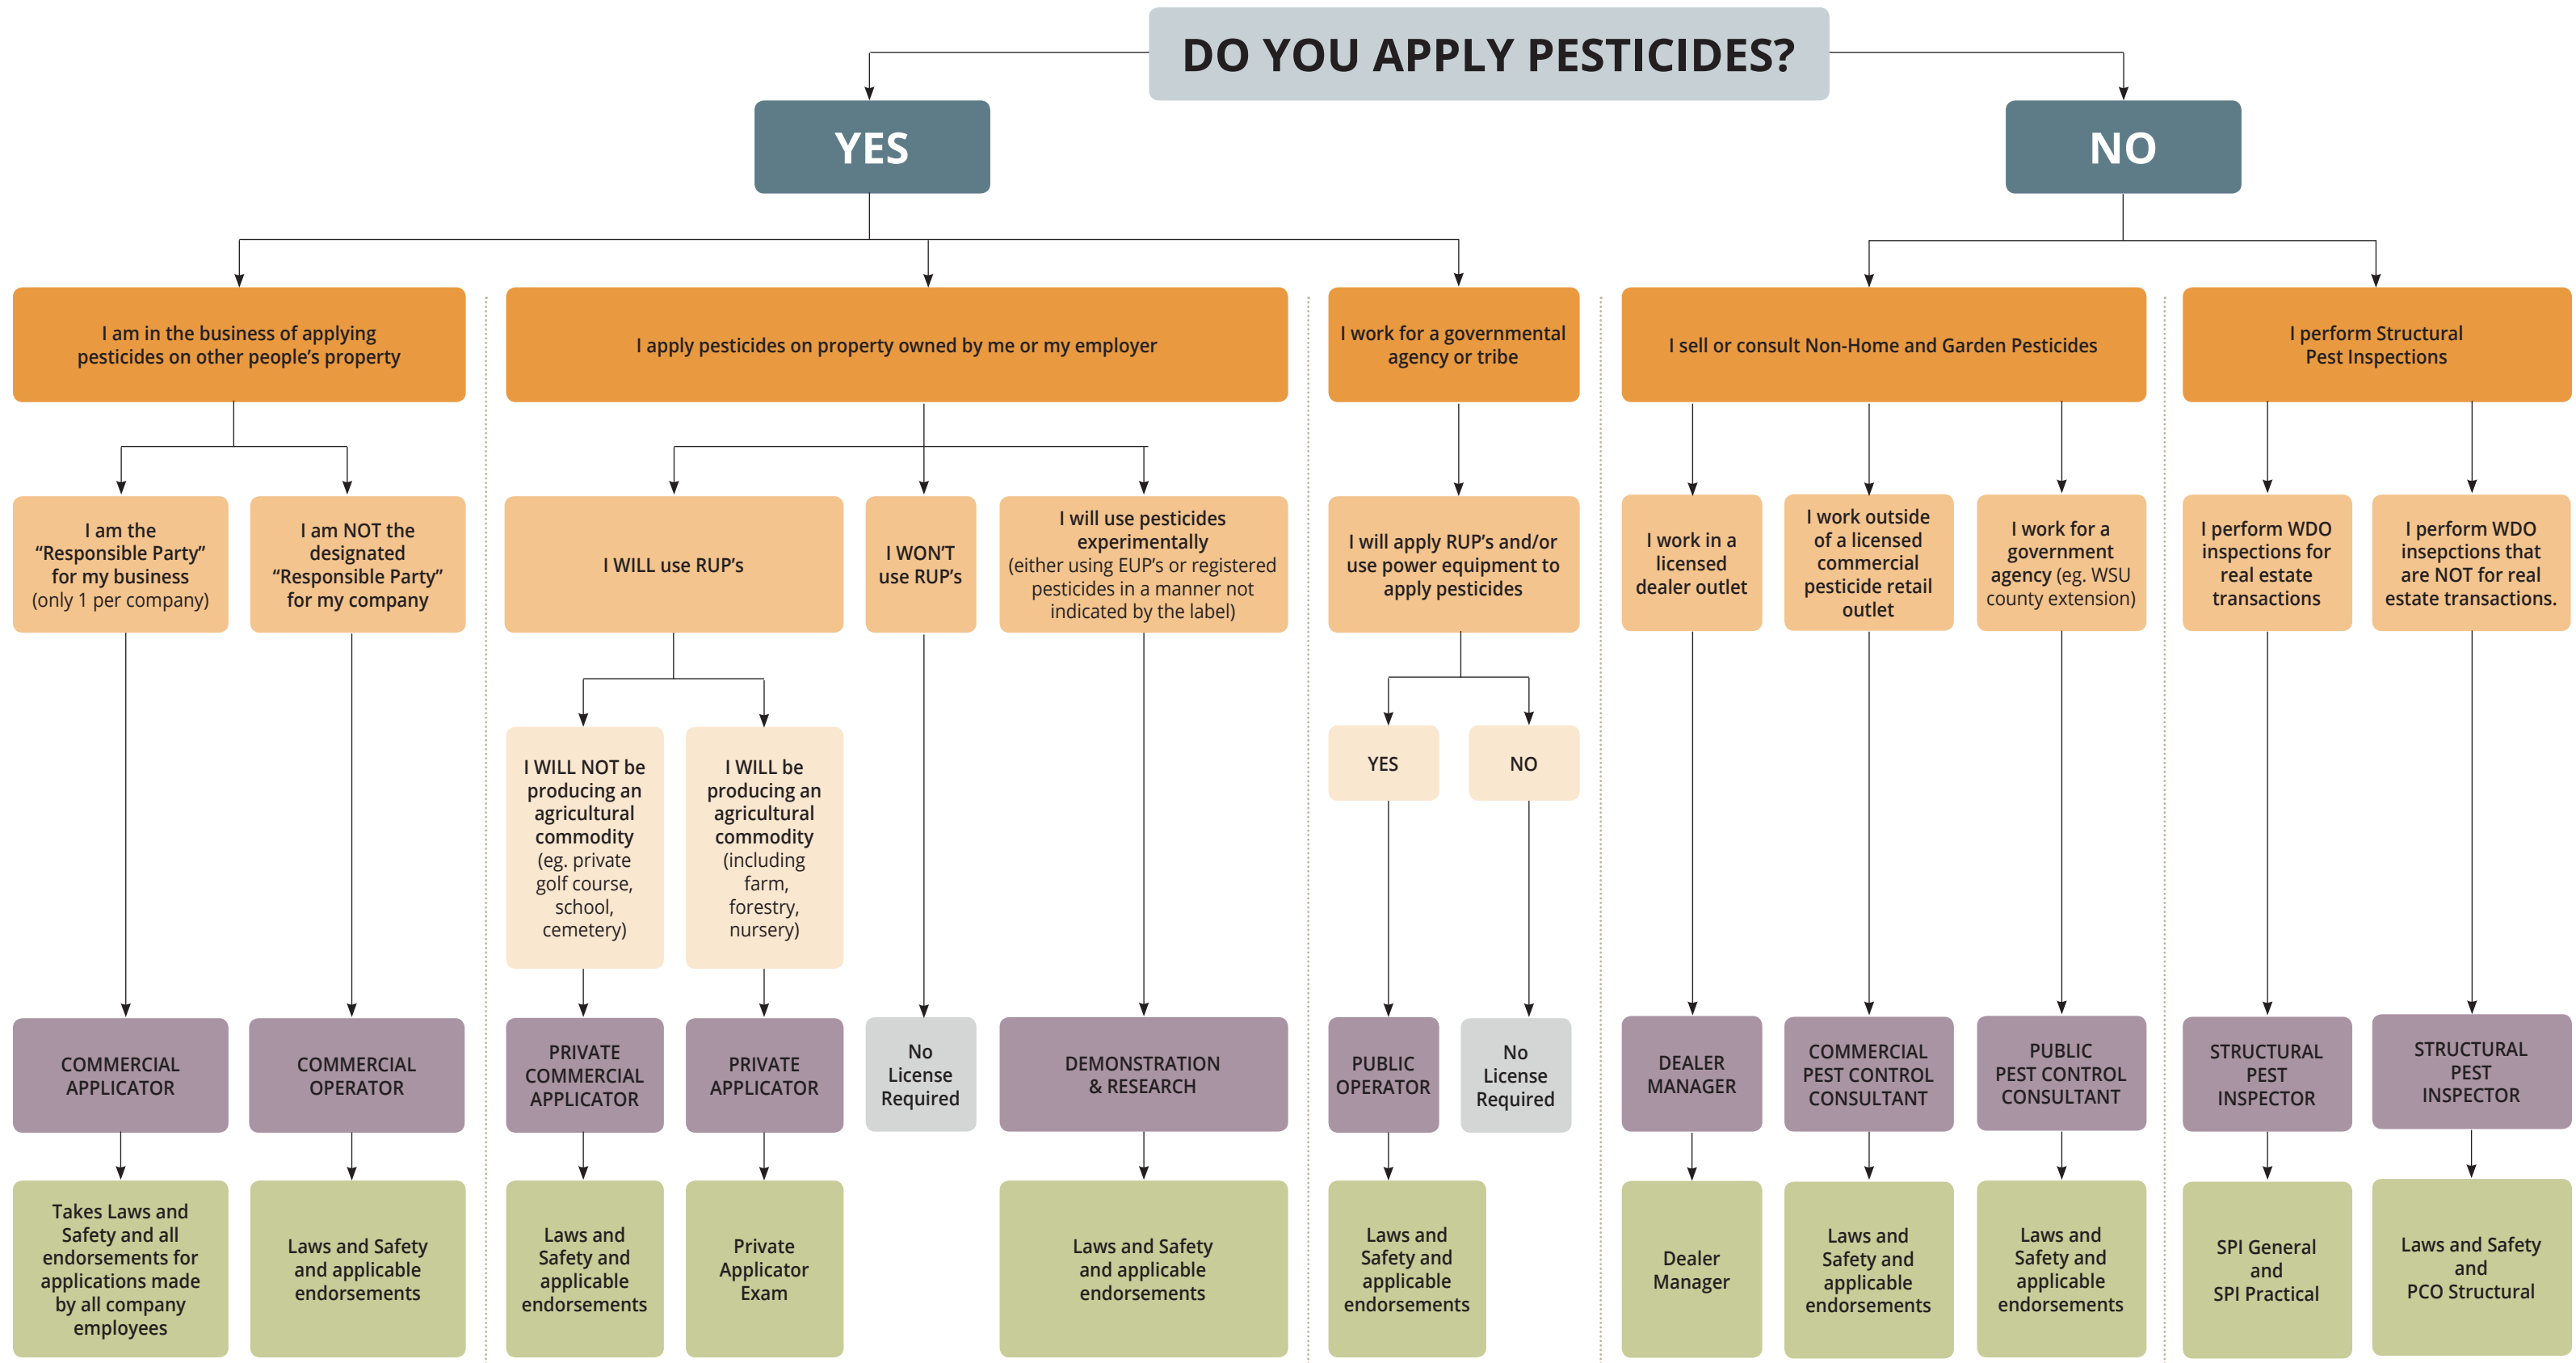 DO YOU APPLY PESTICIDES?
YES
NO
I am in the business of applying
pesticides on other people’s property
I apply pesticides on property owned by me or my employer
I work for a governmental
agency or tribe
I sell or consult Non-Home and Garden Pesticides
I perform Structural
Pest Inspections
I am the
“Responsible Party”
for my business
(only 1 per company)
I am NOT the
designated
“Responsible Party”
for my company
I WILL use RUP’s
I WON’T
use RUP’s
I will use pesticides
experimentally
(either using EUP’s or registered
pesticides in a manner not
indicated by the label)
I will apply RUP’s and/or
use power equipment to
apply pesticides
I work in a
licensed
dealer outlet
I work outside
of a licensed
commercial
pesticide retail
outlet
I work for a
government
agency (eg. WSU
county extension)
I perform WDO
inspections for
real estate
transactions
I perform WDO
insepctions that
are NOT for real
estate transactions.
I WILL NOT be
producing an
agricultural
commodity
(eg. private
golf course,
school,
cemetery)
I WILL be
producing an
agricultural
commodity
(including
farm,
forestry,
nursery)
YES
NO
COMMERCIAL
APPLICATOR
COMMERCIAL
OPERATOR
PRIVATE
COMMERCIAL
APPLICATOR
PRIVATE
APPLICATOR
No
License
Required
DEMONSTRATION
& RESEARCH
PUBLIC
OPERATOR
No
License
Required
DEALER
MANAGER
COMMERCIAL
PEST CONTROL
CONSULTANT
PUBLIC
PEST CONTROL
CONSULTANT
STRUCTURAL
PEST
INSPECTOR
STRUCTURAL
PEST
INSPECTOR
Takes Laws and
Safety and all
endorsements for
applications made
by all company
employees
Laws and Safety
and applicable
endorsements
Laws and
Safety and
applicable
endorsements
Private
Applicator
Exam
Laws and Safety
and applicable
endorsements
Laws and
Safety and
applicable
endorsements
Dealer
Manager
Laws and
Safety and
applicable
endorsements
Laws and
Safety and
applicable
endorsements
SPI General
and
SPI Practical
Laws and Safety
and
PCO Structural